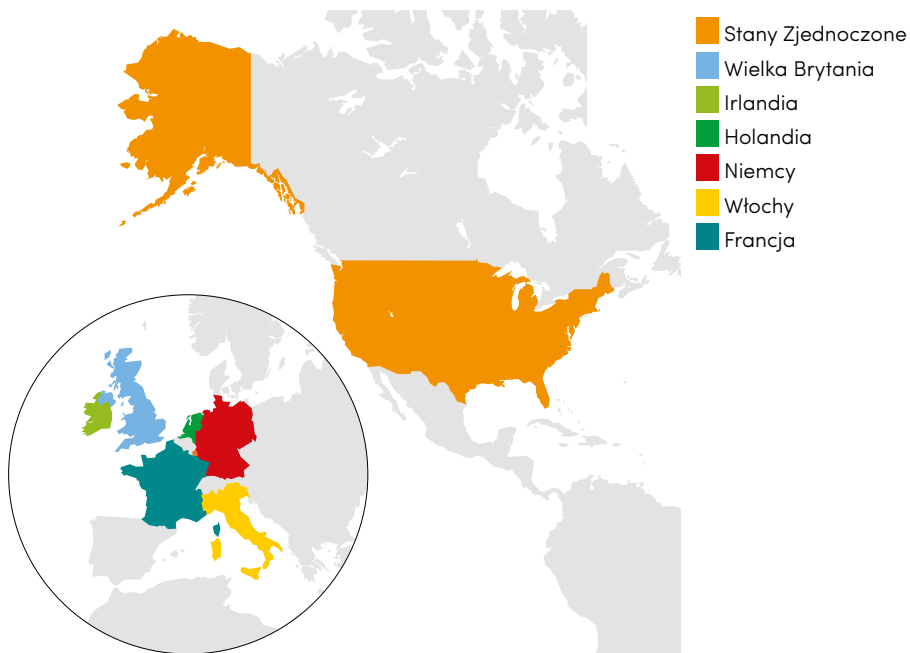 Stany Zjednoczone
Wielka Brytania
Irlandia
Holandia
Niemcy
Włochy
Francja